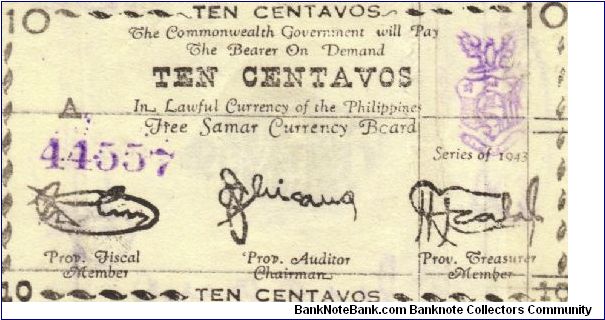 10 TEN CENTAVOS 10
The Commonwealth Government will Pay
The Bearer On Demand
TEN CENTAVOS
A
In Lawful Currency of the Philippines
Free Samar Currency Board
44557
Series of 1943
Prov. Fiscal
Member
Prov. Auditor
Chairman
Prov. Treasurer
Member
10 TEN CENTAVOS 10
BankNoteBank.com Banknote Collectors Community